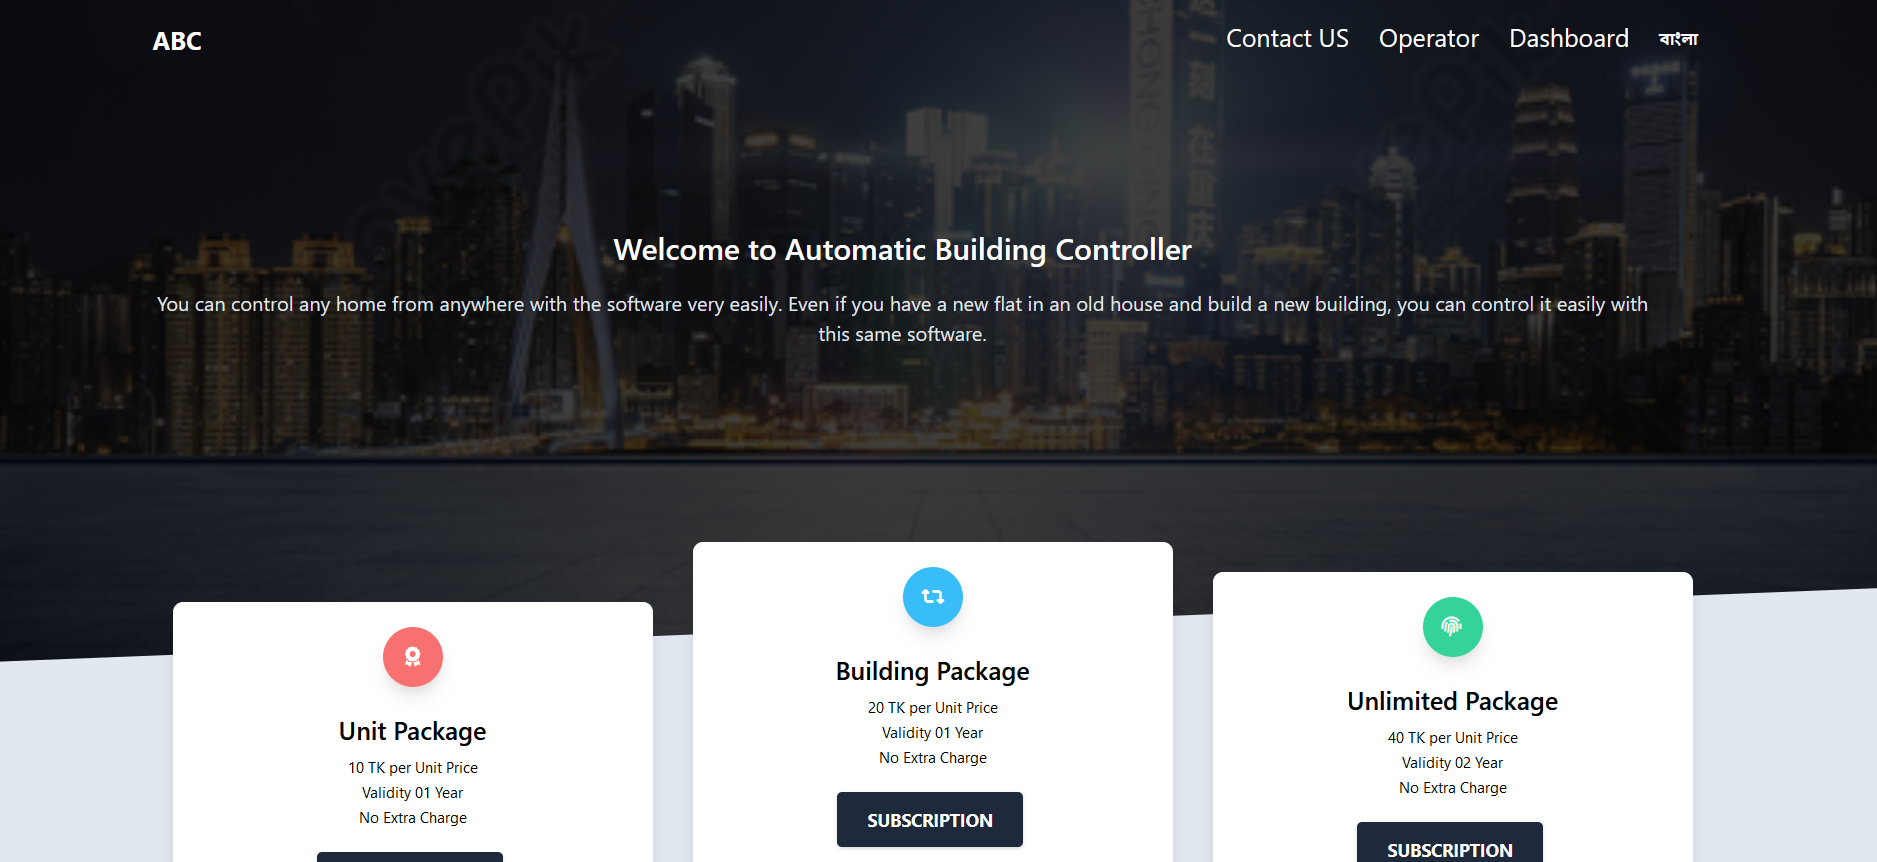 ABC
Contact US
Operator
Dashboard
বাংলা
Welcome to Automatic Building Controller
You can control any home from anywhere with the software very easily. Even if you have a new flat in an old house and build a new building, you can control it easily with
this same software.
Unit Package
10 TK per Unit Price
Validity 01 Year
No Extra Charge
Building Package
20 TK per Unit Price
Validity 01 Year
No Extra Charge
SUBSCRIPTION
Unlimited Package
40 TK per Unit Price
Validity 02 Year
No Extra Charge
SUBSCRIPTION